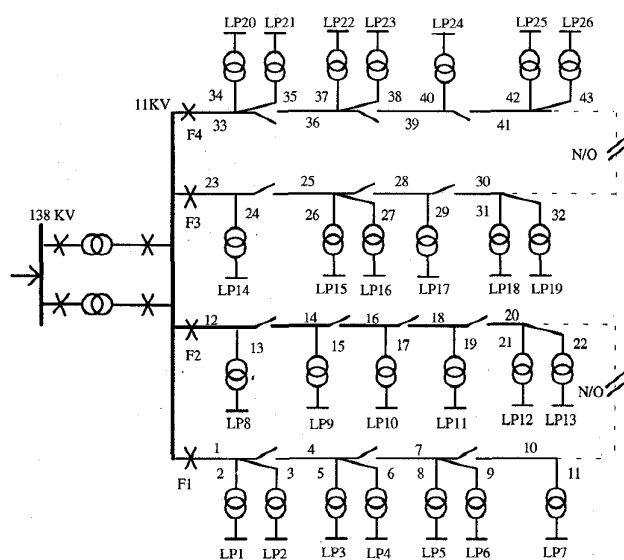 LP20 LP21 LP22 LP23 LP24 LP25 LP26
34 35 37 38 40 42 43
11KV 33 36 39 41
F4
N/O
23 25 28 30
F3
24 26 27 29 31 32
138 KV
LP14 LP15 LP16 LP17 LP18 LP19
12 14 16 18 20
F2
13 15 17 19 21 22
N/O
LP8 LP9 LP10 LP11 LP12 LP13
1 4 7 10
F1
2 3 5 6 8 9 11
LP1 LP2 LP3 LP4 LP5 LP6 LP7